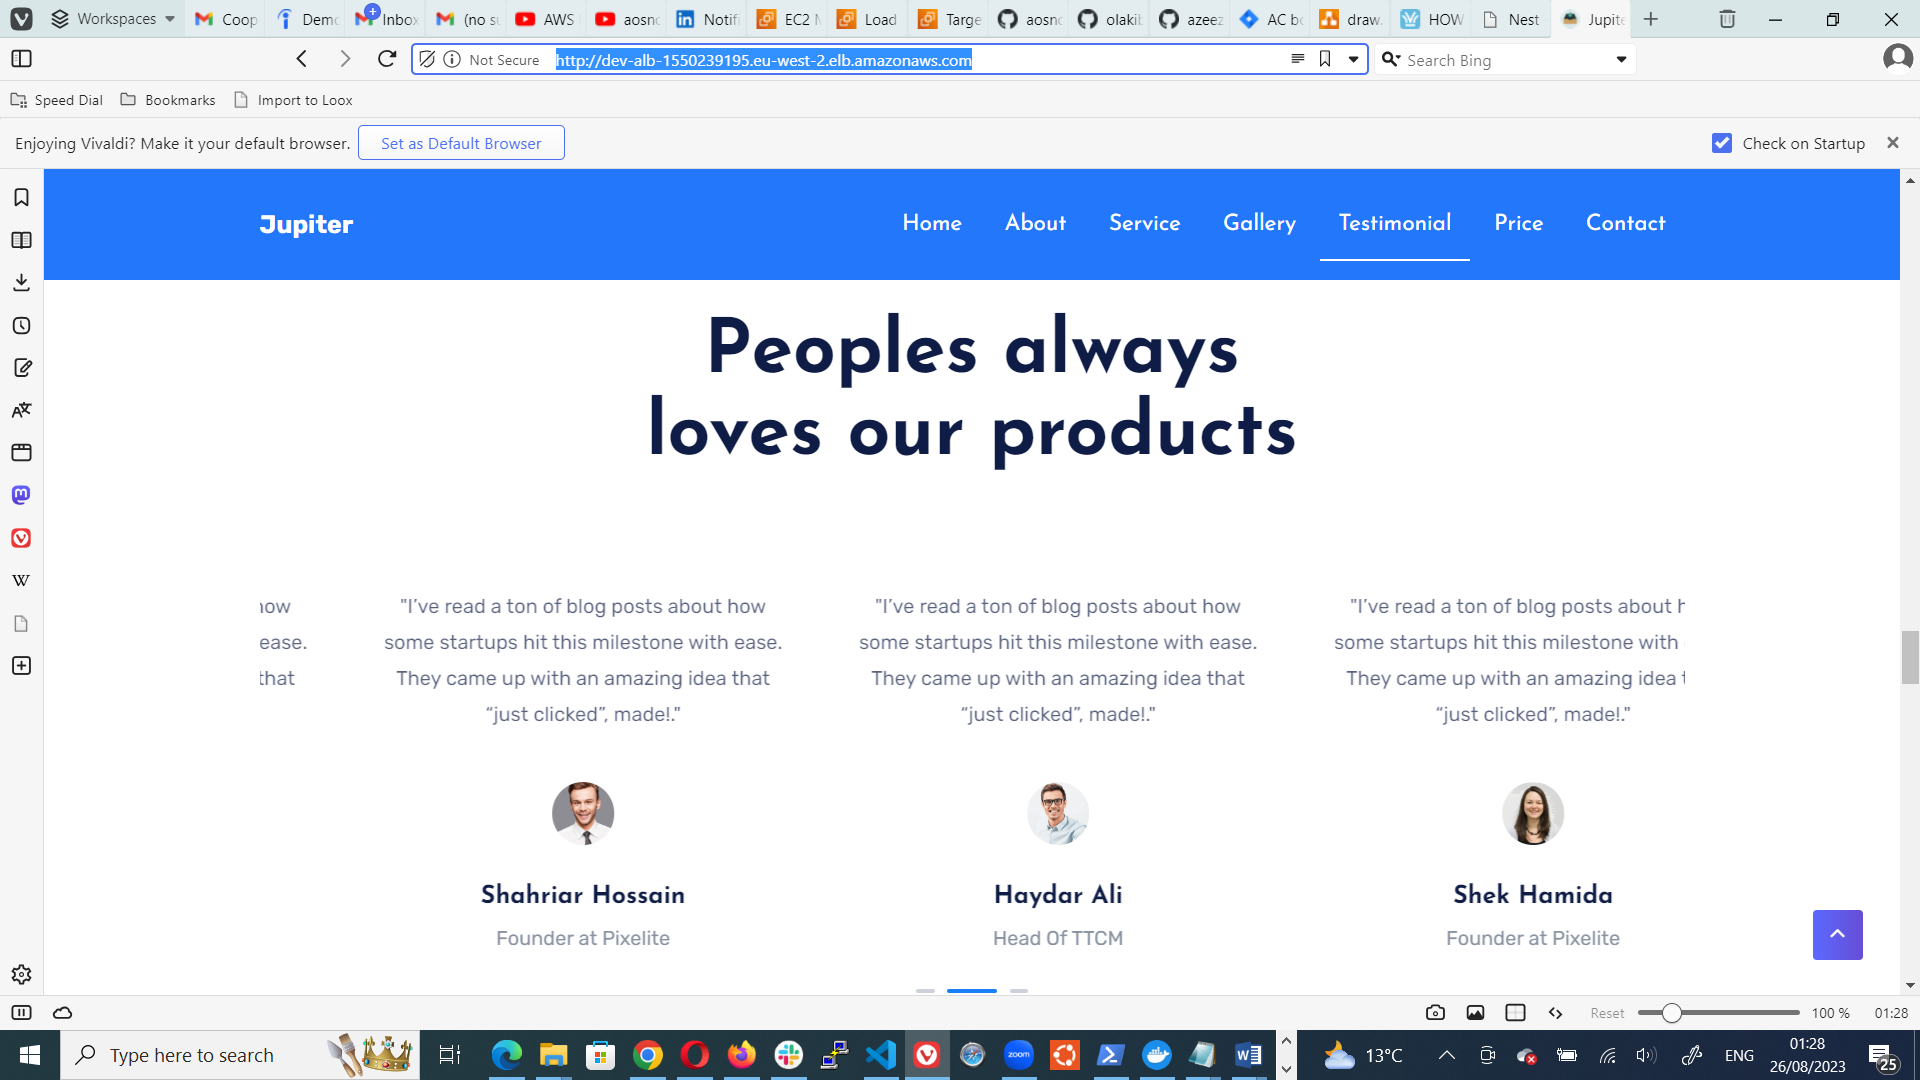 Workspaces
Coop
Demo
Inbox
(no su
AWS
aosno
Notifi
EC2 M
Load
Targe
aosno
olakib
azeez
AC bo
draw.
HOW
Nest
Jupite
Not Secure
http://dev-alb-1550239195.eu-west-2.elb.amazonaws.com
Search Bing
Speed Dial
Bookmarks
Import to Loox
Enjoying Vivaldi? Make it your default browser.
Set as Default Browser
Check on Startup
Jupiter
Home
About
Service
Gallery
Testimonial
Price
Contact
Peoples always
loves our products
how
ease.
that
"I’ve read a ton of blog posts about how
some startups hit this milestone with ease.
They came up with an amazing idea that
“just clicked”, made!."
Shahriar Hossain
Founder at Pixelite
"I’ve read a ton of blog posts about how
some startups hit this milestone with ease.
They came up with an amazing idea that
“just clicked”, made!."
Haydar Ali
Head Of TTCM
"I’ve read a ton of blog posts about h
some startups hit this milestone with
They came up with an amazing idea t
“just clicked”, made!."
Shek Hamida
Founder at Pixelite
Reset
100 %
01:28
Type here to search
zoom
13°C
ENG
01:28
26/08/2023
25